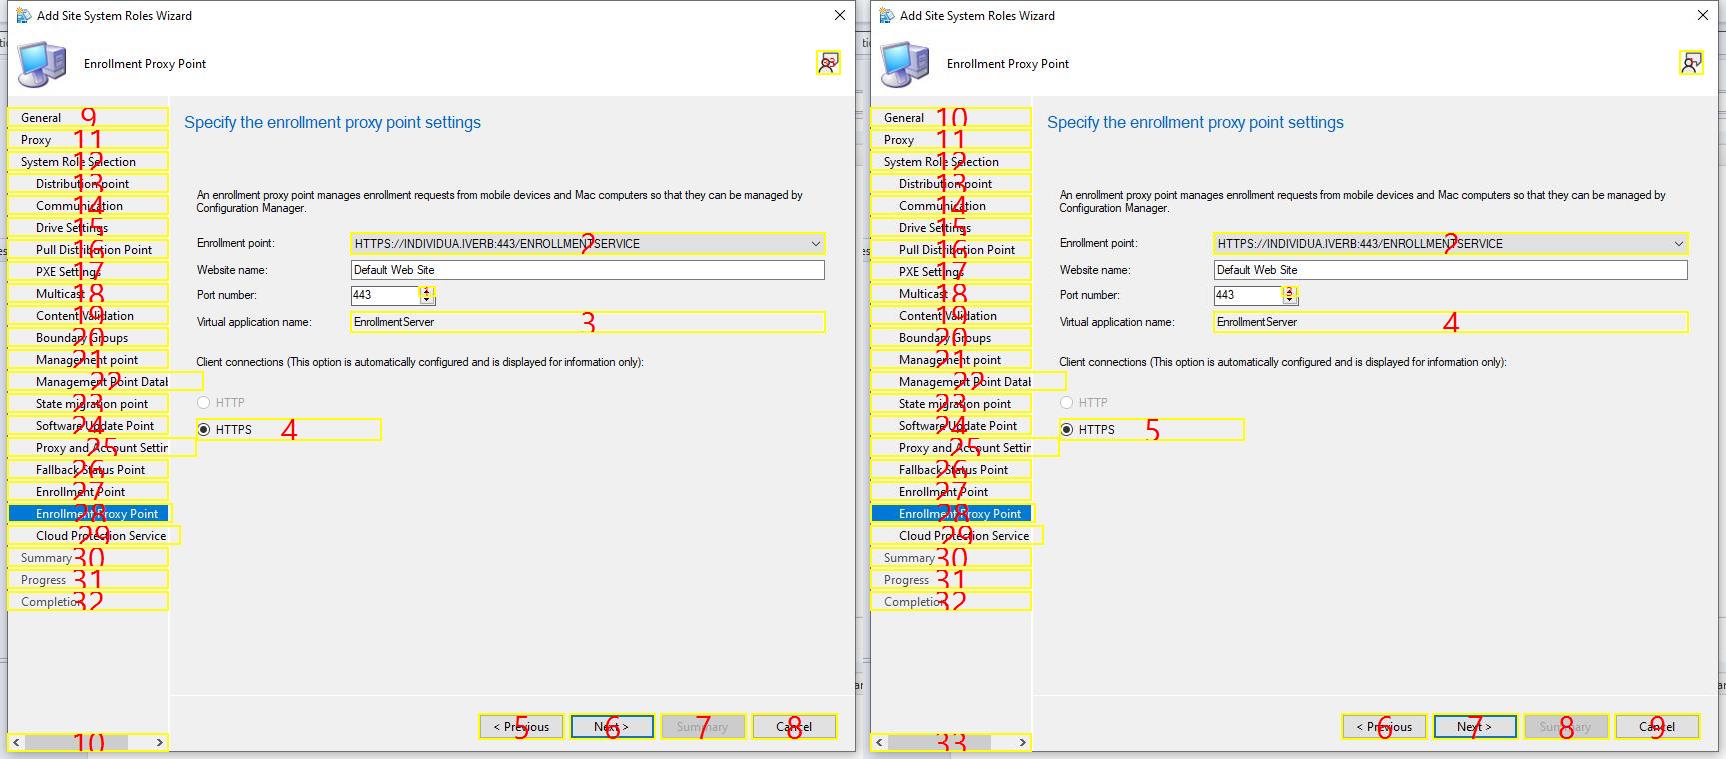 Add Site System Roles Wizard
Enrollment Proxy Point
General 9
Proxy 11
System Role Selection 12
Distribution point 13
Communication 14
Drive Settings 15
Pull Distribution Point 16
PXE Settings 17
Multicast 18
Content Validation 19
Boundary Groups 20
Management point 21
Management Point Datab 22
State migration point 23
Software Update Point 24
Proxy and Account Settin 25
Fallback Status Point 26
Enrollment Point 27
Enrollment Proxy Point 28
Cloud Protection Service 29
Summary 30
Progress 31
Completion 32
10
Specify the enrollment proxy point settings
An enrollment proxy point manages enrollment requests from mobile devices and Mac computers so that they can be managed by
Configuration Manager.
Enrollment point: HTTPS://INDIVIDUA.IVERB:443/ENROLLMENTSERVICE 2
Website name: Default Web Site
Port number: 443
Virtual application name: EnrollmentServer 3
Client connections (This option is automatically configured and is displayed for information only):
HTTP
HTTPS 4
< Previous 5
Next > 6
Summary 7
Cancel 8
Add Site System Roles Wizard
Enrollment Proxy Point
General 10
Proxy 11
System Role Selection 12
Distribution point 13
Communication 14
Drive Settings 15
Pull Distribution Point 16
PXE Settings 17
Multicast 18
Content Validation 19
Boundary Groups 20
Management point 21
Management Point Datab 22
State migration point 23
Software Update Point 24
Proxy and Account Settin 25
Fallback Status Point 26
Enrollment Point 27
Enrollment Proxy Point 28
Cloud Protection Service 29
Summary 30
Progress 31
Completion 32
33
Specify the enrollment proxy point settings
An enrollment proxy point manages enrollment requests from mobile devices and Mac computers so that they can be managed by
Configuration Manager.
Enrollment point: HTTPS://INDIVIDUA.IVERB:443/ENROLLMENTSERVICE 2
Website name: Default Web Site
Port number: 443
Virtual application name: EnrollmentServer 4
Client connections (This option is automatically configured and is displayed for information only):
HTTP
HTTPS 5
< Previous 6
Next > 7
Summary 8
Cancel 9